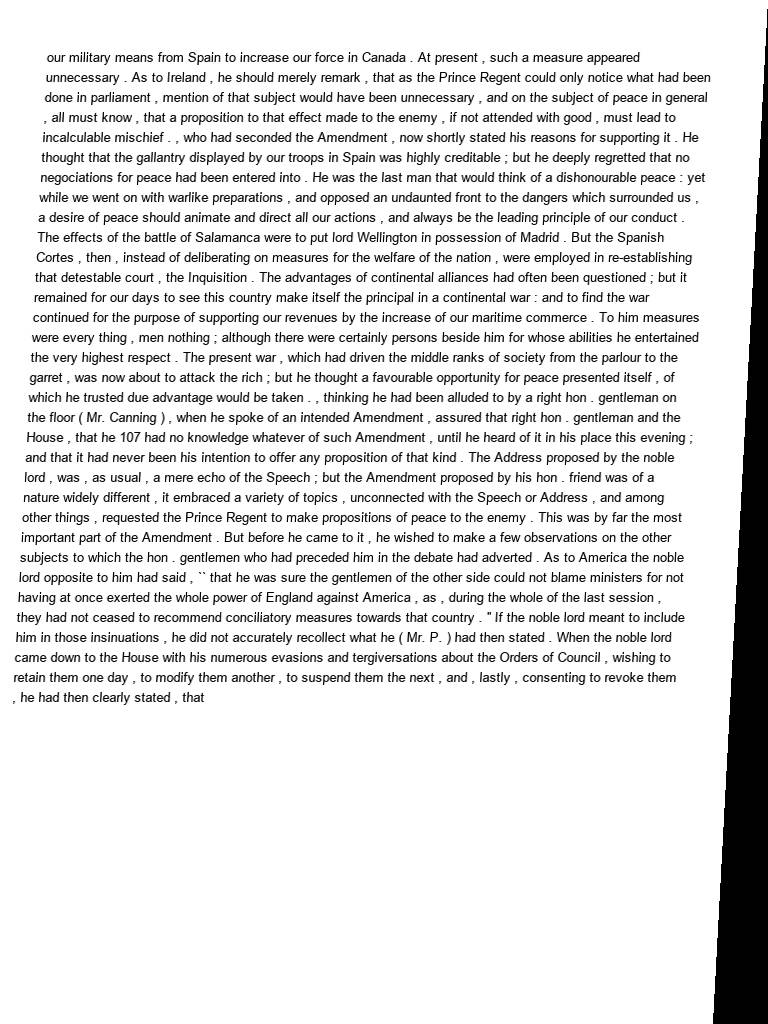 our military means from Spain to increase our force in Canada . At present , such a measure appeared
unnecessary . As to Ireland , he should merely remark , that as the Prince Regent could only notice what had been
done in parliament , mention of that subject would have been unnecessary , and on the subject of peace in general
, all must know , that a proposition to that effect made to the enemy , if not attended with good , must lead to
incalculable mischief . , who had seconded the Amendment , now shortly stated his reasons for supporting it . He
thought that the gallantry displayed by our troops in Spain was highly creditable ; but he deeply regretted that no
negociations for peace had been entered into . He was the last man that would think of a dishonourable peace : yet
while we went on with warlike preparations , and opposed an undaunted front to the dangers which surrounded us ,
a desire of peace should animate and direct all our actions , and always be the leading principle of our conduct .
The effects of the battle of Salamanca were to put lord Wellington in possession of Madrid . But the Spanish
Cortes , then , instead of deliberating on measures for the welfare of the nation , were employed in re-establishing
that detestable court , the Inquisition . The advantages of continental alliances had often been questioned ; but it
remained for our days to see this country make itself the principal in a continental war : and to find the war
continued for the purpose of supporting our revenues by the increase of our maritime commerce . To him measures
were every thing , men nothing ; although there were certainly persons beside him for whose abilities he entertained
the very highest respect . The present war , which had driven the middle ranks of society from the parlour to the
garret , was now about to attack the rich ; but he thought a favourable opportunity for peace presented itself , of
which he trusted due advantage would be taken . , thinking he had been alluded to by a right hon . gentleman on
the floor ( Mr. Canning ) , when he spoke of an intended Amendment , assured that right hon . gentleman and the
House , that he 107 had no knowledge whatever of such Amendment , until he heard of it in his place this evening ;
and that it had never been his intention to offer any proposition of that kind . The Address proposed by the noble
lord , was , as usual , a mere echo of the Speech ; but the Amendment proposed by his hon . friend was of a
nature widely different , it embraced a variety of topics , unconnected with the Speech or Address , and among
other things , requested the Prince Regent to make propositions of peace to the enemy . This was by far the most
important part of the Amendment . But before he came to it , he wished to make a few observations on the other
subjects to which the hon . gentlemen who had preceded him in the debate had adverted . As to America the noble
lord opposite to him had said , `` that he was sure the gentlemen of the other side could not blame ministers for not
having at once exerted the whole power of England against America , as , during the whole of the last session ,
they had not ceased to recommend conciliatory measures towards that country . " If the noble lord meant to include
him in those insinuations , he did not accurately recollect what he ( Mr. P. ) had then stated . When the noble lord
came down to the House with his numerous evasions and tergiversations about the Orders of Council , wishing to
retain them one day , to modify them another , to suspend them the next , and , lastly , consenting to revoke them
, he had then clearly stated , that